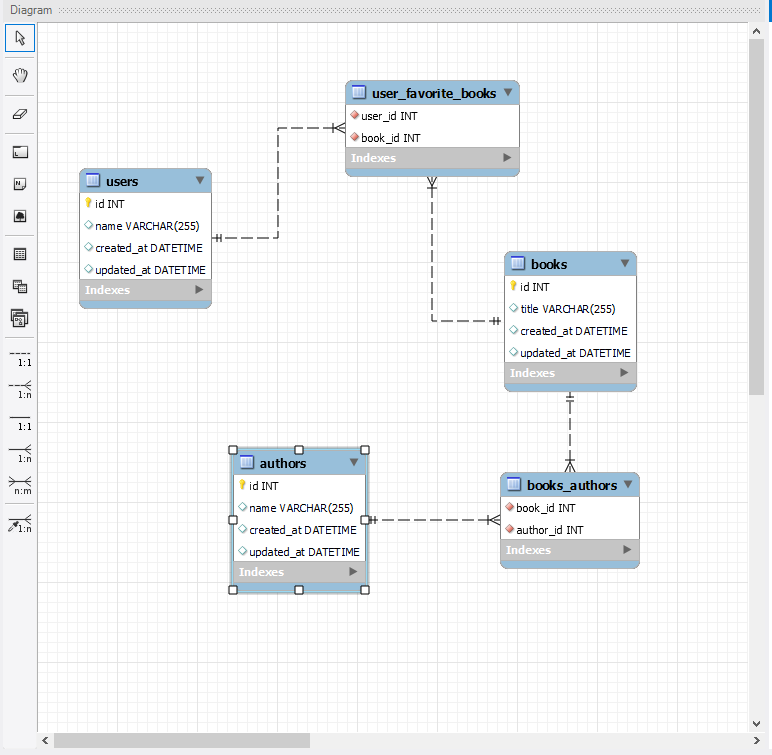 Diagram
1:1
1:n
1:1
1:n
n:m
1:n
user_favorite_books
user_id INT
book_id INT
Indexes
users
id INT
name VARCHAR(255)
created_at DATETIME
updated_at DATETIME
Indexes
books
id INT
title VARCHAR(255)
created_at DATETIME
updated_at DATETIME
Indexes
authors
id INT
name VARCHAR(255)
created_at DATETIME
updated_at DATETIME
Indexes
books_authors
book_id INT
author_id INT
Indexes